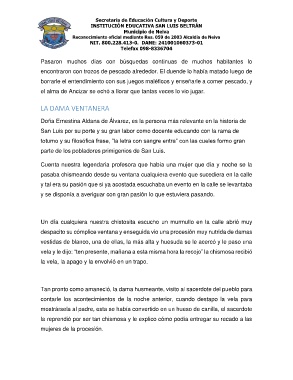 Secretaria de Educación Cultura y Deporte
INSTITUCIÓN EDUCATIVA SAN LUIS BELTRÁN
Municipio de Neiva
Reconocimiento oficial mediante Res. 059 de 2003 Alcaldía de Neiva
NIT. 800.228.413-0. DANE: 241001060373-01
Telefax 098-8336704
Pasaron muchos días con búsquedas continuas de muchos habitantes lo
encontraron con trozos de pescado alrededor. El duende lo había matado luego de
borrarle el entendimiento con sus juegos maléficos y enseñarle a comer pescado, y
el alma de Ancizar se echó a llorar que tantas veces lo vio jugar.
LA DAMA VENTANERA
Doña Ernestina Aldana de Álvarez, es la persona más relevante en la historia de
San Luis por su porte y su gran labor como docente educando con la rama de
totumo y su filosófica frase, "la letra con sangre entre" con las cueles formo gran
parte de los pobladores primigenios de San Luis.
Cuenta nuestra legendaria profesora que había una mujer que día y noche se la
pasaba chismeando desde su ventana cualquiera evento que sucediera en la calle
y tal era su pasión que si ya acostada escuchaba un evento en la calle se levantaba
y se disponía a averiguar con gran pasión lo que estuviera pasando.
Un día cualquiera nuestra chistosita escucho un murmullo en la calle abrió muy
despacito su cómplice ventana y enseguida vio una procesión muy nutrida de damas
vestidas de blanco, una de ellas, la más alta y huesuda se le acercó y le paso una
vela y le dijo. "ten presente, mañana a esta misma hora la recojo" la chismosa recibió
la vela, la apago y la envolvió en un trapo.
Tan pronto como amaneció, la dama husmeante, visito al sacerdote del pueblo para
contarle los acontecimientos de la noche anterior, cuando destapo la vela para
mostrársela al padre, esta se había convertido en un hueso de canilla, el sacerdote
la reprendió por ser tan chismosa y le explico cómo podía entregar su recado a las
mujeres de la procesión.